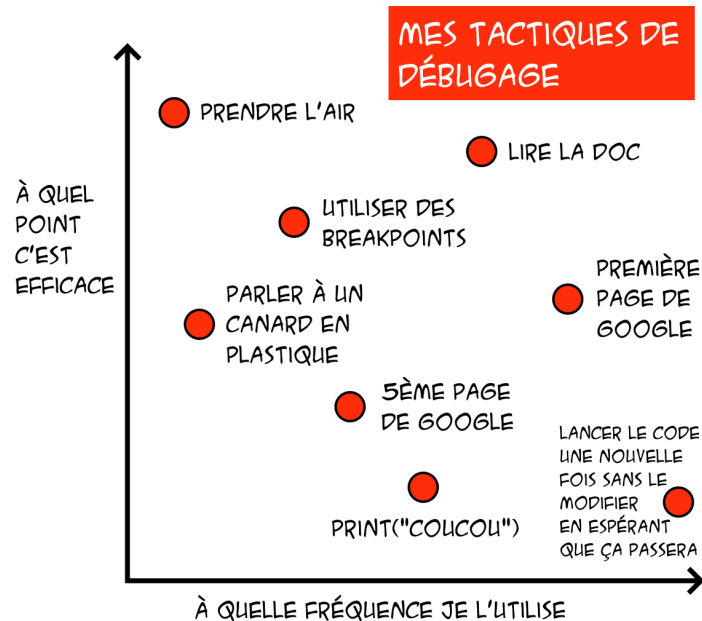 MES TACTIQUES DE
DÉBUGAGE
PRENDRE L'AIR
LIRE LA DOC
À QUEL
POINT
C'EST
EFFICACE
UTILISER DES
BREAKPOINTS
PREMIÈRE
PAGE DE
GOOGLE
PARLER À UN
CANARD EN
PLASTIQUE
5ÈME PAGE
DE GOOGLE
LANCER LE CODE
UNE NOUVELLE
FOIS SANS LE
MODIFIER
EN ESPÉRANT
QUE ÇA PASSERA
PRINT("COUCOU")
À QUELLE FRÉQUENCE JE L'UTILISE